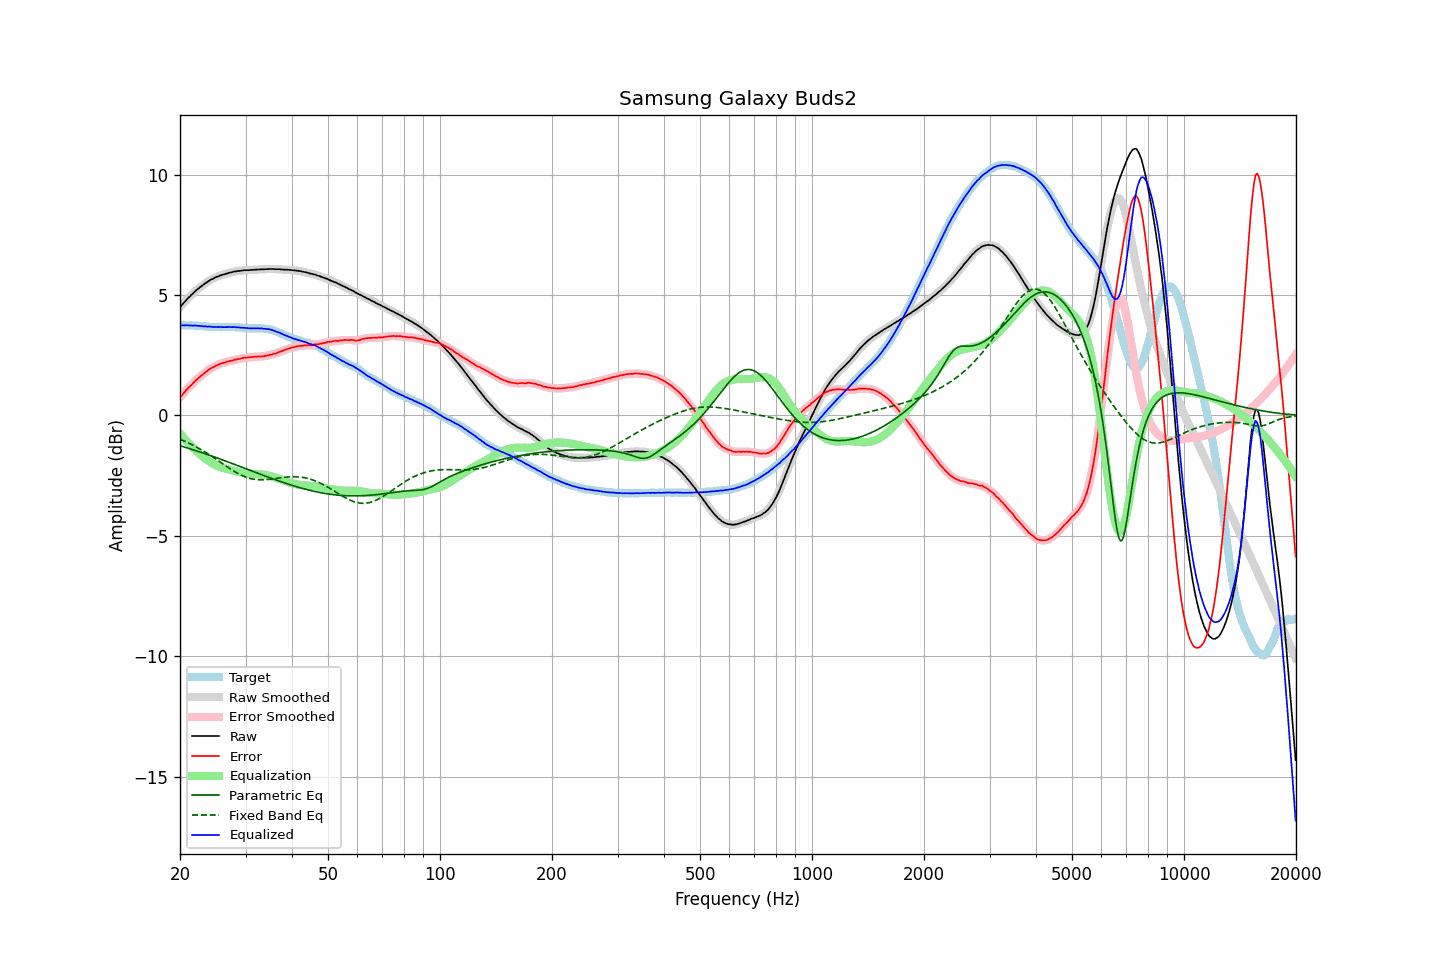 Samsung Galaxy Buds2
Amplitude (dBr)
10
5
0
−5
−10
−15
Target
Raw Smoothed
Error Smoothed
Raw
Error
Equalization
Parametric Eq
Fixed Band Eq
Equalized
20 50 100 200 500 1000 2000 5000 10000 20000
Frequency (Hz)